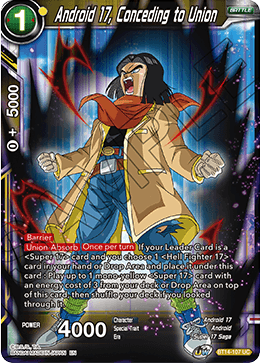 1
Android 17, Conceding to Union
BATTLE
+ 5000
Barrier
Union Absorb Once per turn If your Leader Card is a
<Super 17> card and you choose 1 <Hell Fighter 17>
card in your hand or Drop Area and place it under this
card : Play up to 1 mono-yellow <Super 17> card with
an energy cost of 3 from your deck or Drop Area on top
of this card, then shuffle your deck if you looked
through it.
POWER
4000
Character
Android 17
Special Trait
Android
Era
Super 17 Saga
BT14-107 UC